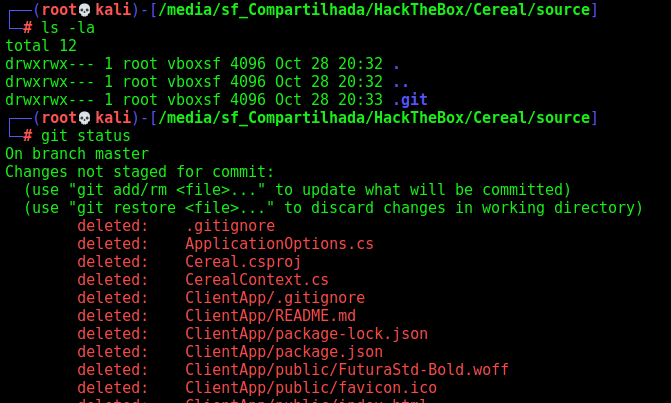 (root💀kali)-[/media/sf_Compartilhada/HackTheBox/Cereal/source]
# ls -la
total 12
drwxrwx--- 1 root vboxsf 4096 Oct 28 20:32 .
drwxrwx--- 1 root vboxsf 4096 Oct 28 20:32 ..
drwxrwx--- 1 root vboxsf 4096 Oct 28 20:33 .git
(root💀kali)-[/media/sf_Compartilhada/HackTheBox/Cereal/source]
# git status
On branch master
Changes not staged for commit:
(use "git add/rm <file>..." to update what will be committed)
(use "git restore <file>..." to discard changes in working directory)
deleted: .gitignore
deleted: ApplicationOptions.cs
deleted: Cereal.csproj
deleted: CerealContext.cs
deleted: ClientApp/.gitignore
deleted: ClientApp/README.md
deleted: ClientApp/package-lock.json
deleted: ClientApp/package.json
deleted: ClientApp/public/FuturaStd-Bold.woff
deleted: ClientApp/public/favicon.ico
deleted: ClientApp/public/index.html